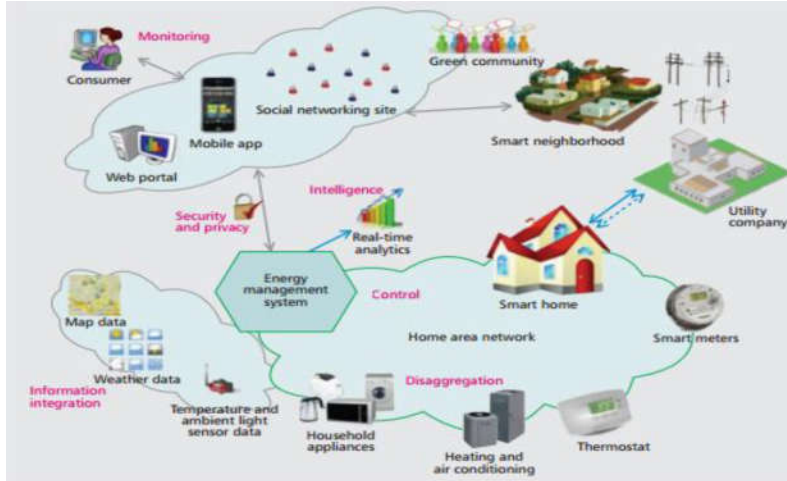 Monitoring
Consumer
Green community
Social networking site
Mobile app
Web portal
Smart neighborhood
Utility
company
Security
and privacy
Intelligence
Real-time
analytics
Energy
management
system
Control
Smart home
Home area network
Smart meters
Map data
Weather data
Information
integration
Temperature and
ambient light
sensor data
Disaggregation
Household
appliances
Heating and
air conditioning
Thermostat